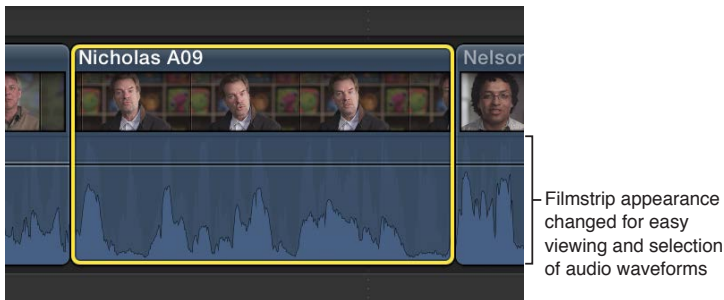 Nicholas A09
Nelson
Filmstrip appearance
changed for easy
viewing and selection
of audio waveforms